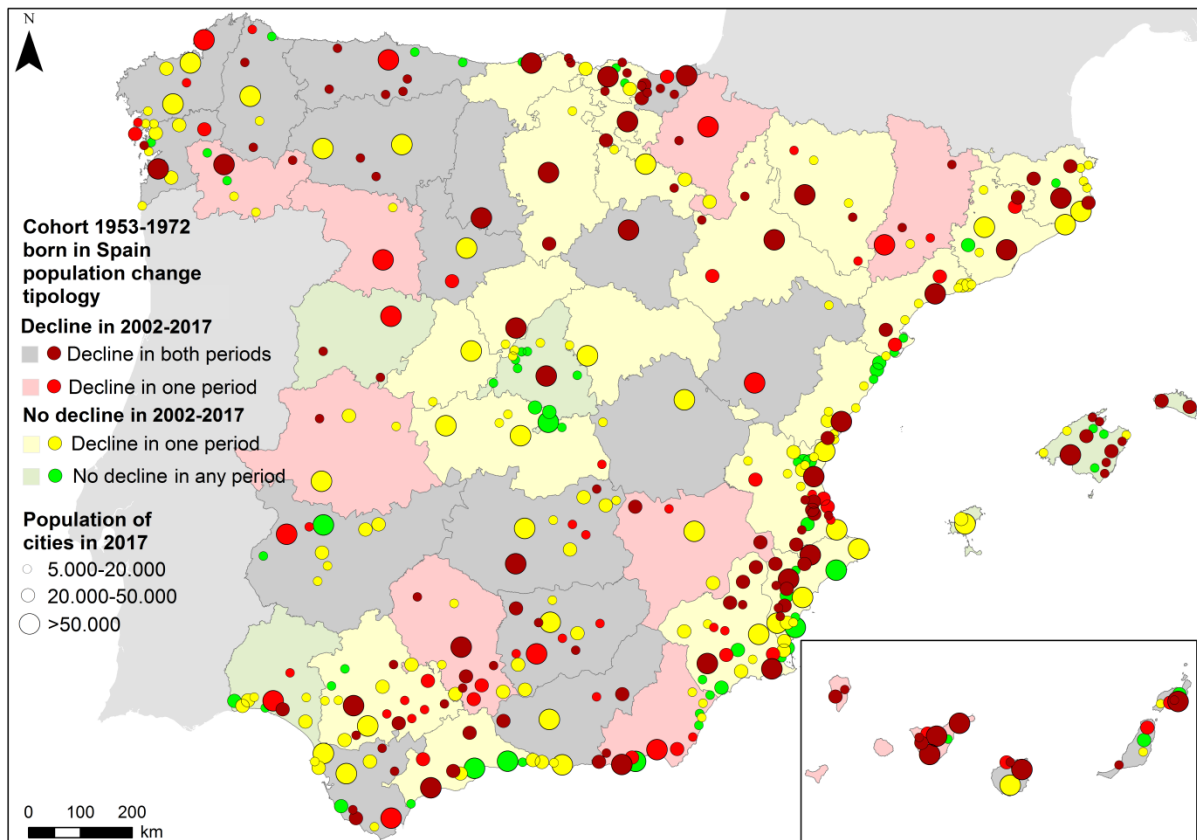 N
Cohort 1953-1972
born in Spain
population change
tipology
Decline in 2002-2017
Decline in both periods
Decline in one period
No decline in 2002-2017
Decline in one period
No decline in any period
Population of
cities in 2017
5.000-20.000
20.000-50.000
>50.000
0 50 100 200
km